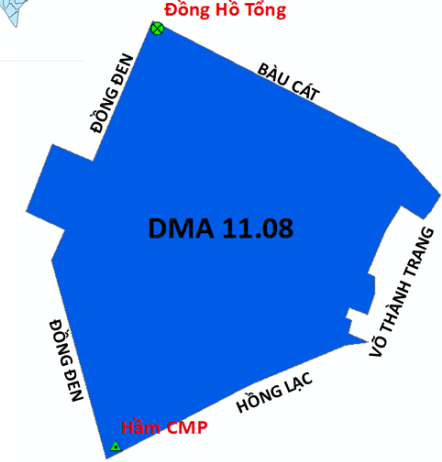 Đồng Hồ Tổng
ĐỒNG ĐEN
BÀU CÁT
DMA 11.08
VÕ THÀNH TRANG
ĐỒNG ĐEN
HỒNG LẠC
Hầm CMP